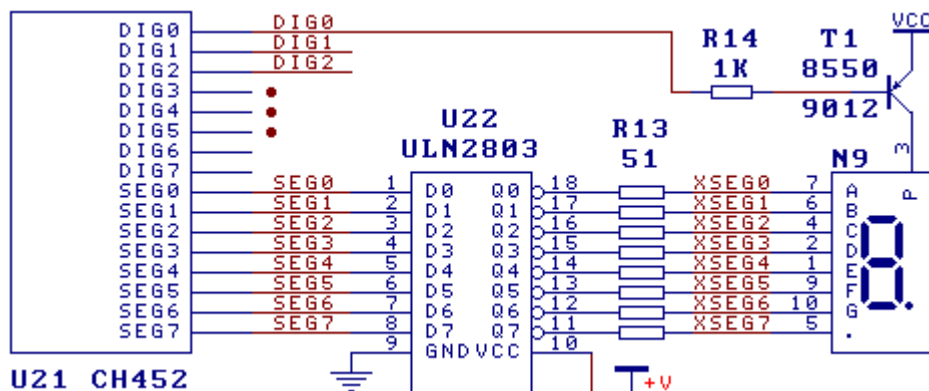 DIG0 DIG0 VCC
DIG1 DIG1 R14 T1
DIG2 DIG2 1K 8550
DIG3
DIG4 9012
DIG5 U22 R13
DIG6 ULN2803 51 N9 3
DIG7
SEG0 SEG0 1 D0 Q0 18 XSEG0 7 A P
SEG1 SEG1 2 D1 Q1 17 XSEG1 6 B
SEG2 SEG2 3 D2 Q2 16 XSEG2 4 C
SEG3 SEG3 4 D3 Q3 15 XSEG3 2 D
SEG4 SEG4 5 D4 Q4 14 XSEG4 1 E
SEG5 SEG5 6 D5 Q5 13 XSEG5 9 F
SEG6 SEG6 7 D6 Q6 12 XSEG6 10 G
SEG7 SEG7 8 D7 Q7 11 XSEG7 5 .
9 GND VCC 10
U21 CH452 +V